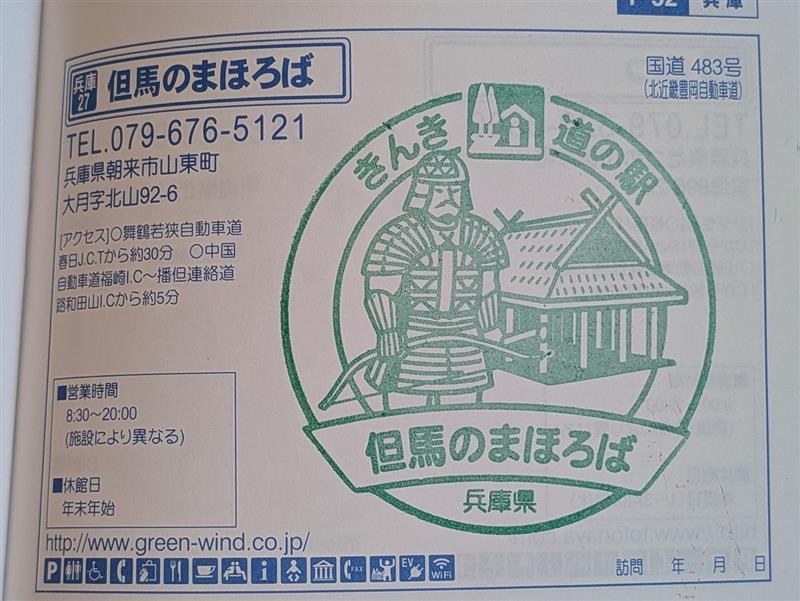 兵庫
兵庫
27
但馬のまほろば
国道 483号
(北近畿豊岡自動車道)
TEL.079-676-5121
兵庫県朝来市山東町
大月字北山92-6
[アクセス]○舞鶴若狭自動車道
春日J.C.Tから約30分 ○中国
自動車道福崎I.C～播但連絡道
路和田山I.Cから約5分
きんき 道の駅
但馬のまほろば
兵庫県
■営業時間
8:30～20:00
(施設により異なる)
■休館日
年末年始
http://www.green-wind.co.jp/
P FAX EV WiFi
訪問 年 月 日